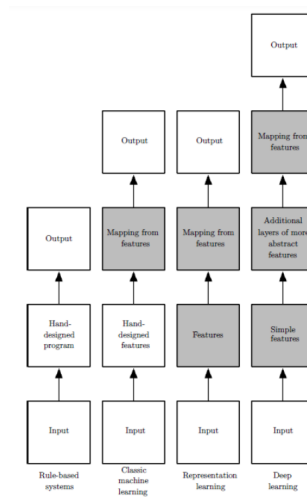 Output
Output
Output
Mapping from
features
Output
Mapping from
features
Mapping from
features
Additional
layers of more
abstract
features
Hand-
designed
program
Hand-
designed
features
Features
Simple
features
Input
Input
Input
Input
Rule-based
systems
Classic
machine
learning
Representation
learning
Deep
learning